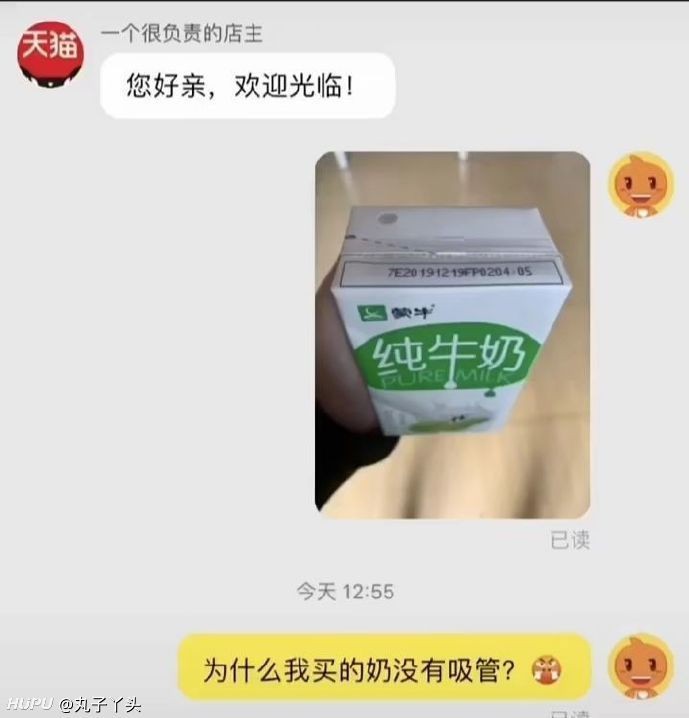 天猫
一个很负责的店主
您好亲，欢迎光临！
7E20191219FP0204:05
蒙牛
纯牛奶
PURE MILK
已读
今天 12:55
为什么我买的奶没有吸管？
已读
HUPU @丸子丫头